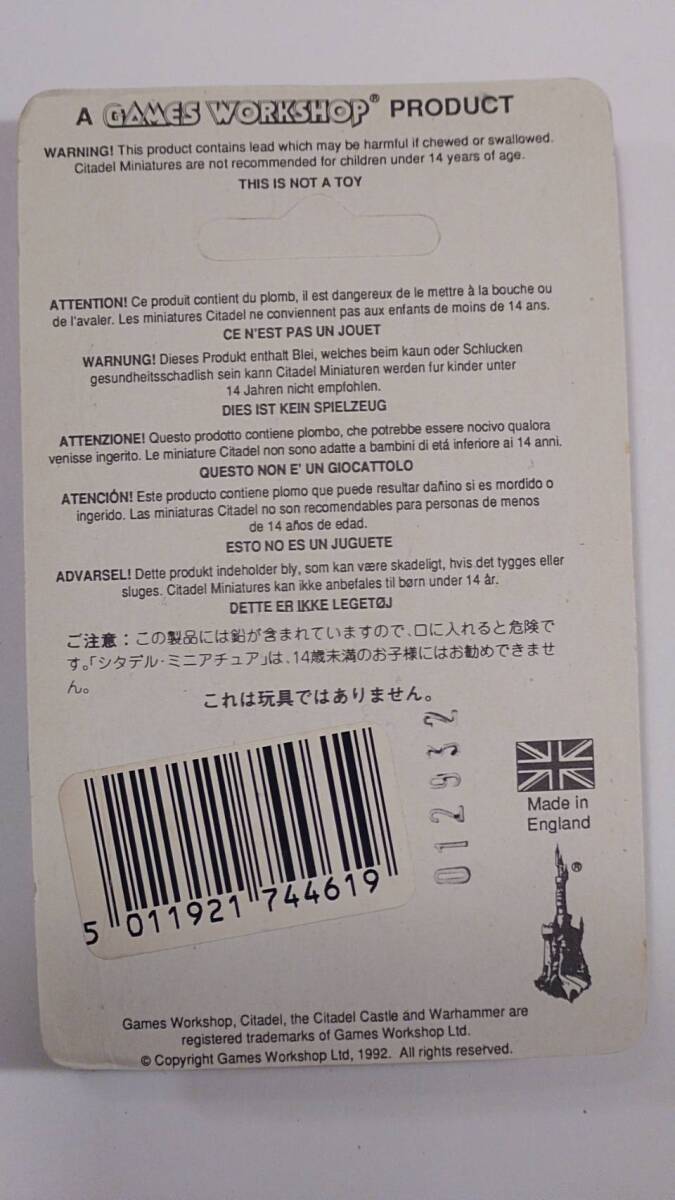 A GAMES WORKSHOP® PRODUCT
WARNING! This product contains lead which may be harmful if chewed or swallowed.
Citadel Miniatures are not recommended for children under 14 years of age.
THIS IS NOT A TOY
ATTENTION! Ce produit contient du plomb, il est dangereux de le mettre à la bouche ou
de l'avaler. Les miniatures Citadel ne conviennent pas aux enfants de moins de 14 ans.
CE N'EST PAS UN JOUET
WARNUNG! Dieses Produkt enthalt Blei, welches beim kaun oder Schlucken
gesundheitsschadlish sein kann Citadel Miniaturen werden fur kinder unter
14 Jahren nicht empfohlen.
DIES IST KEIN SPIELZEUG
ATTENZIONE! Questo prodotto contiene plombo, che potrebbe essere nocivo qualora
venisse ingerito. Le miniature Citadel non sono adatte a bambini di etá inferiore ai 14 anni.
QUESTO NON E' UN GIOCATTOLO
ATENCIÓN! Este producto contiene plomo que puede resultar dañino si es mordido o
ingerido. Las miniaturas Citadel no son recomendables para personas de menos
de 14 años de edad.
ESTO NO ES UN JUGUETE
ADVARSEL! Dette produkt indeholder bly, som kan være skadeligt, hvis det tygges eller
sluges. Citadel Miniatures kan ikke anbefales til børn under 14 år.
DETTE ER IKKE LEGETØJ
ご注意：この製品には鉛が含まれていますので、口に入れると危険で
す。「シタデル・ミニアチュア」は、14歳未満のお子様にはお勧めできませ
ん。
これは玩具ではありません。
012932
5 011921 744619
Made in
England
®
Games Workshop, Citadel, the Citadel Castle and Warhammer are
registered trademarks of Games Workshop Ltd.
© Copyright Games Workshop Ltd, 1992. All rights reserved.